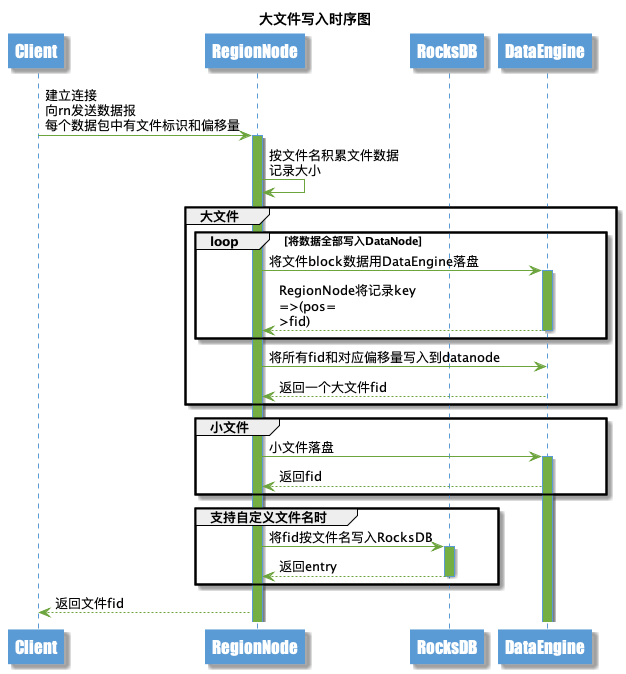 大文件写入时序图
Client
RegionNode
RocksDB
DataEngine
建立连接
向rn发送数据报
每个数据包中有文件标识和偏移量
按文件名积累文件数据
记录大小
大文件
loop
[将数据全部写入DataNode]
将文件block数据用DataEngine落盘
RegionNode将记录key
=>(pos=
>fid)
将所有fid和对应偏移量写入到datanode
返回一个大文件fid
小文件
小文件落盘
返回fid
支持自定义文件名时
将fid按文件名写入RocksDB
返回entry
返回文件fid
Client
RegionNode
RocksDB
DataEngine